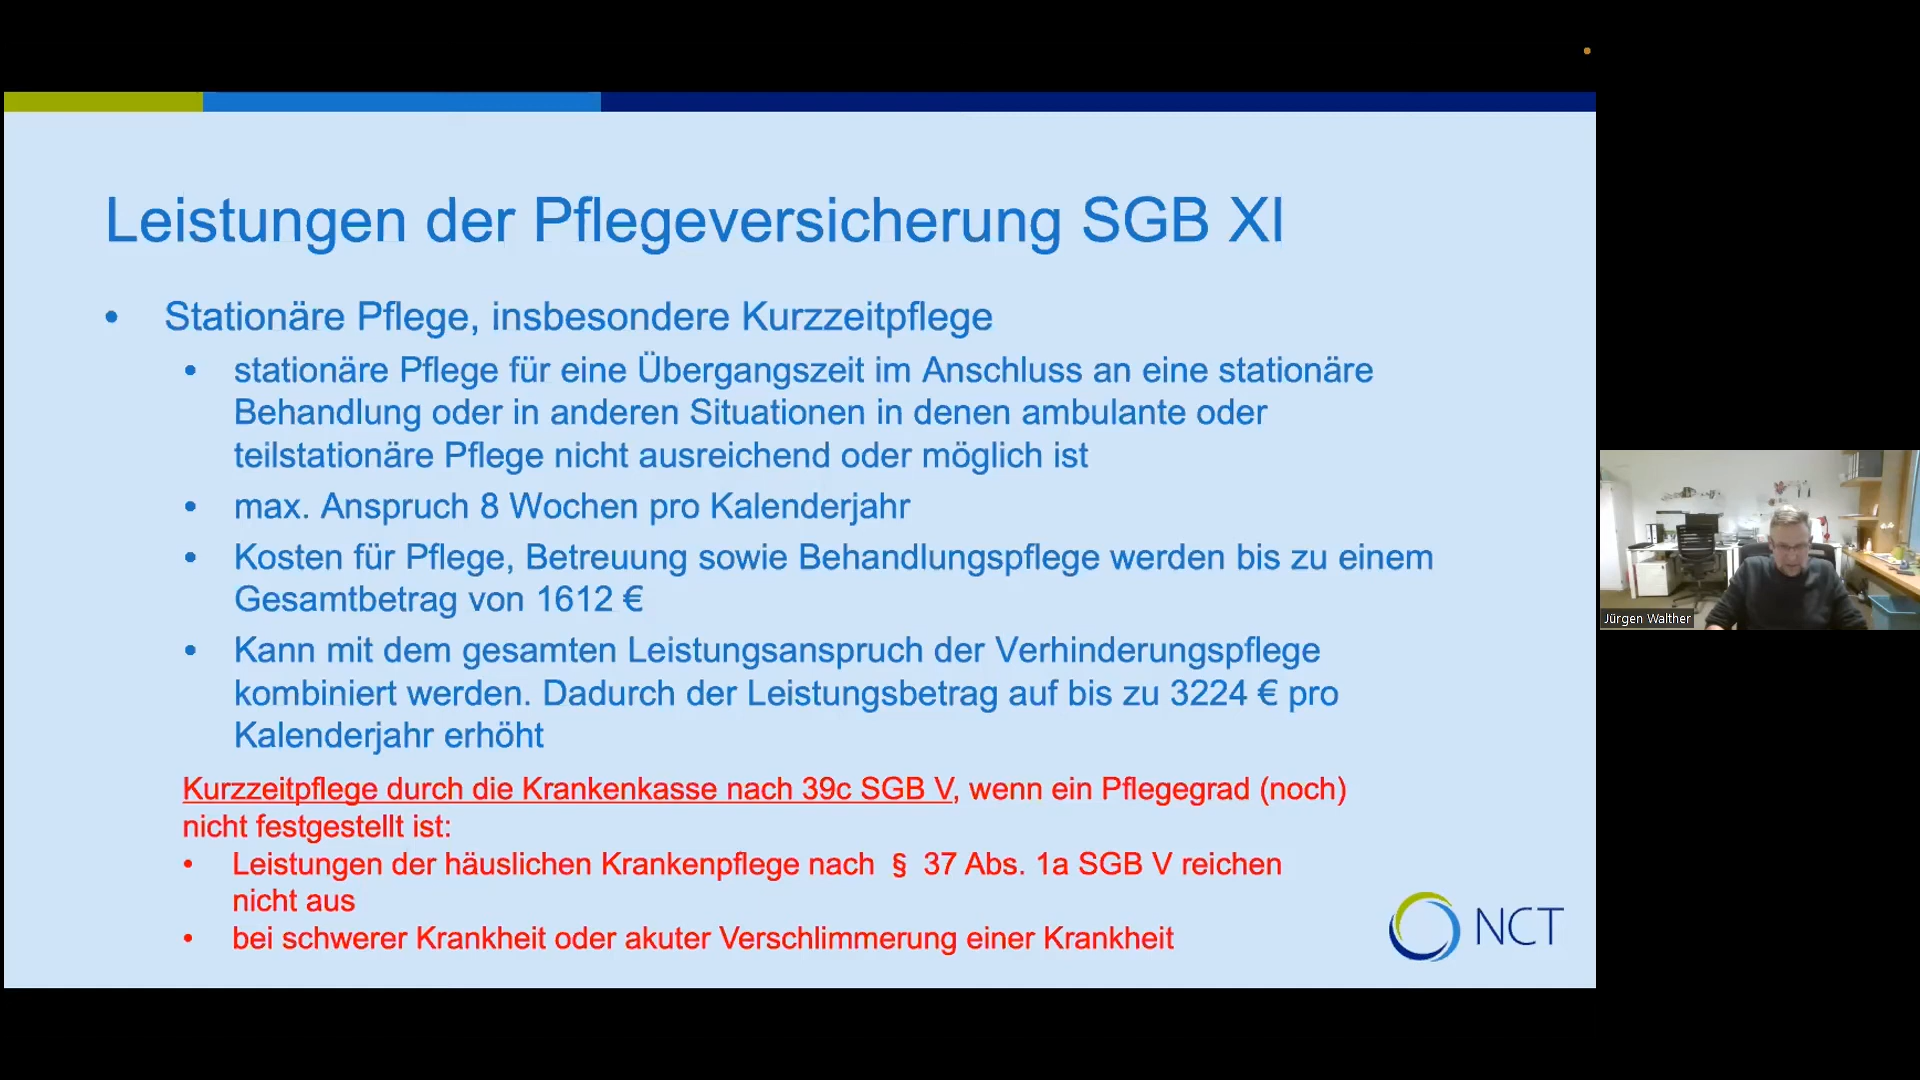 Leistungen der Pflegeversicherung SGB XI
• Stationäre Pflege, insbesondere Kurzzeitpflege
• stationäre Pflege für eine Übergangszeit im Anschluss an eine stationäre
Behandlung oder in anderen Situationen in denen ambulante oder
teilstationäre Pflege nicht ausreichend oder möglich ist
• max. Anspruch 8 Wochen pro Kalenderjahr
• Kosten für Pflege, Betreuung sowie Behandlungspflege werden bis zu einem
Gesamtbetrag von 1612 €
• Kann mit dem gesamten Leistungsanspruch der Verhinderungspflege
kombiniert werden. Dadurch der Leistungsbetrag auf bis zu 3224 € pro
Kalenderjahr erhöht
Kurzzeitpflege durch die Krankenkasse nach 39c SGB V, wenn ein Pflegegrad (noch)
nicht festgestellt ist:
• Leistungen der häuslichen Krankenpflege nach § 37 Abs. 1a SGB V reichen
nicht aus
• bei schwerer Krankheit oder akuter Verschlimmerung einer Krankheit
NCT
Jürgen Walther